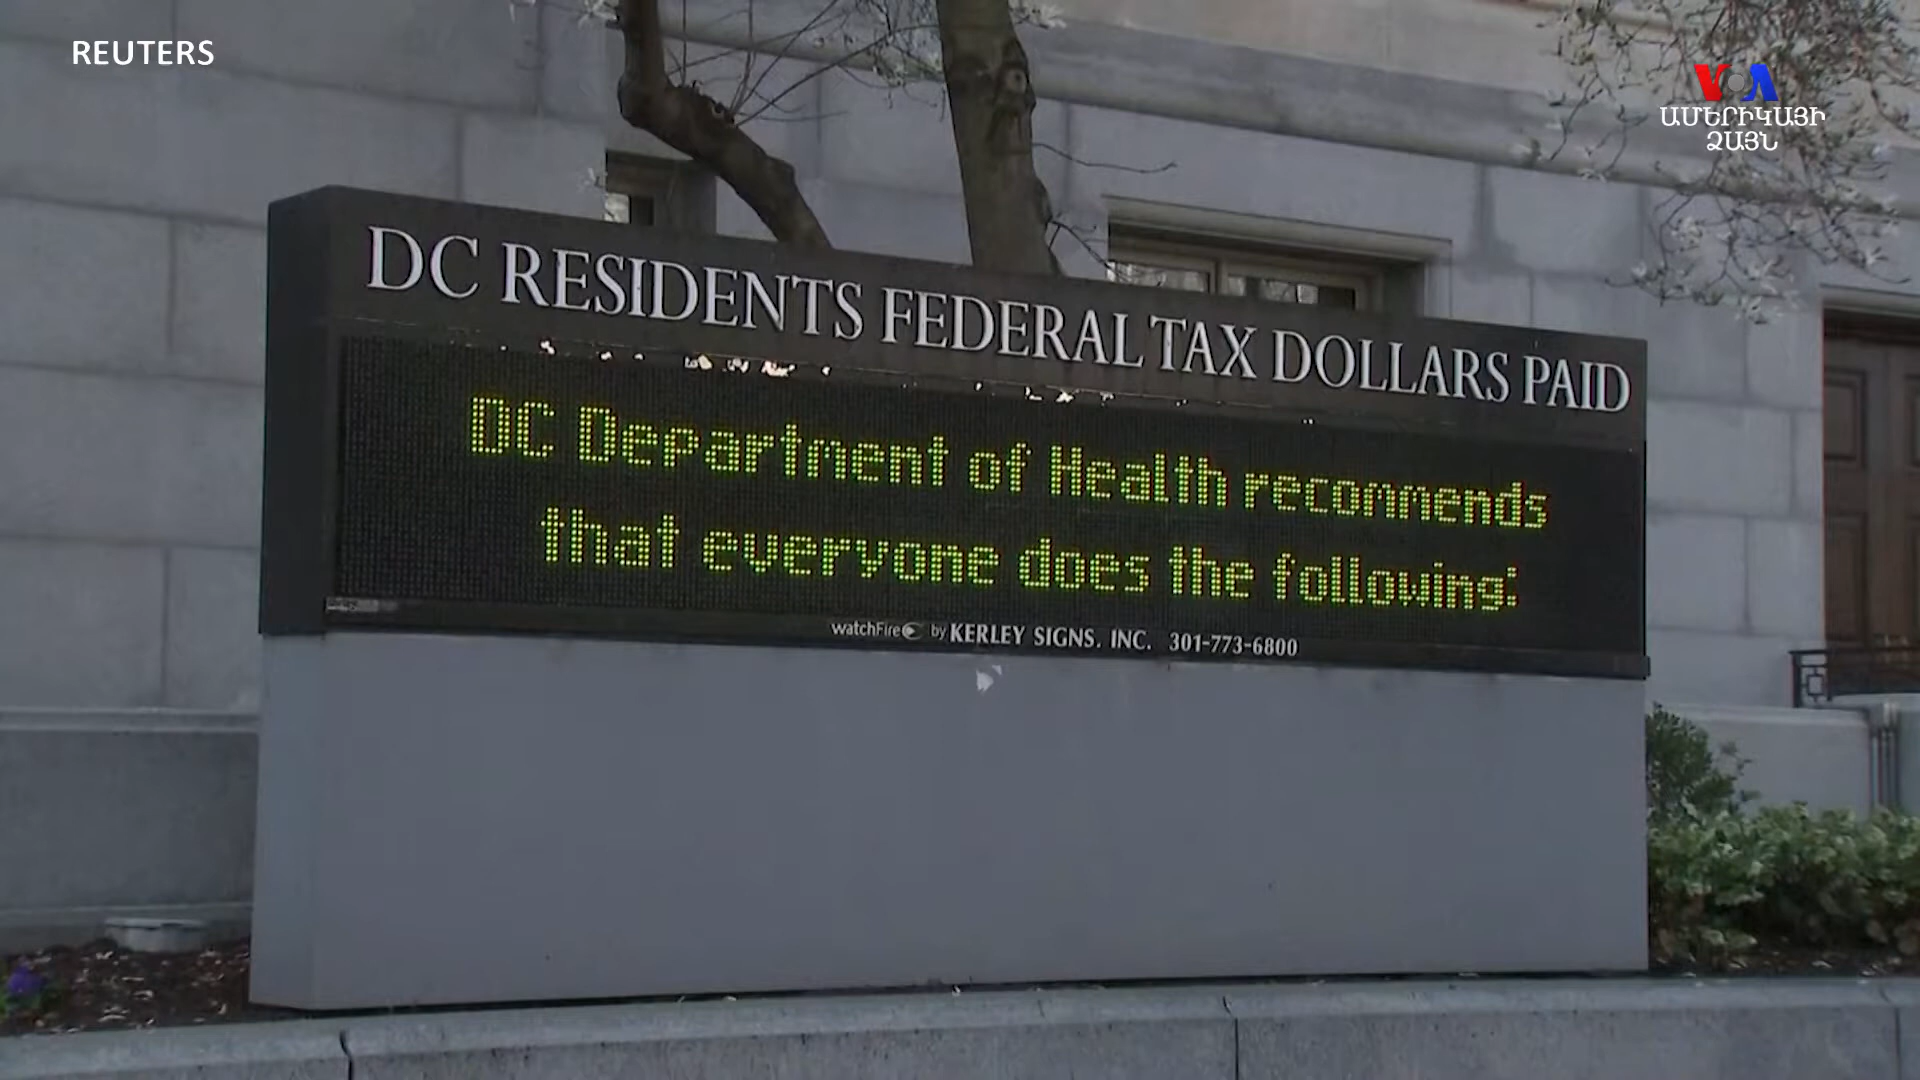 REUTERS
VOA
ԱՄԵՐԻԿԱՅԻ
ՁԱՅՆ
DC RESIDENTS FEDERAL TAX DOLLARS PAID
DC Department of Health recommends
that everyone does the following:
watchFire by KERLEY SIGNS. INC. 301-773-6800